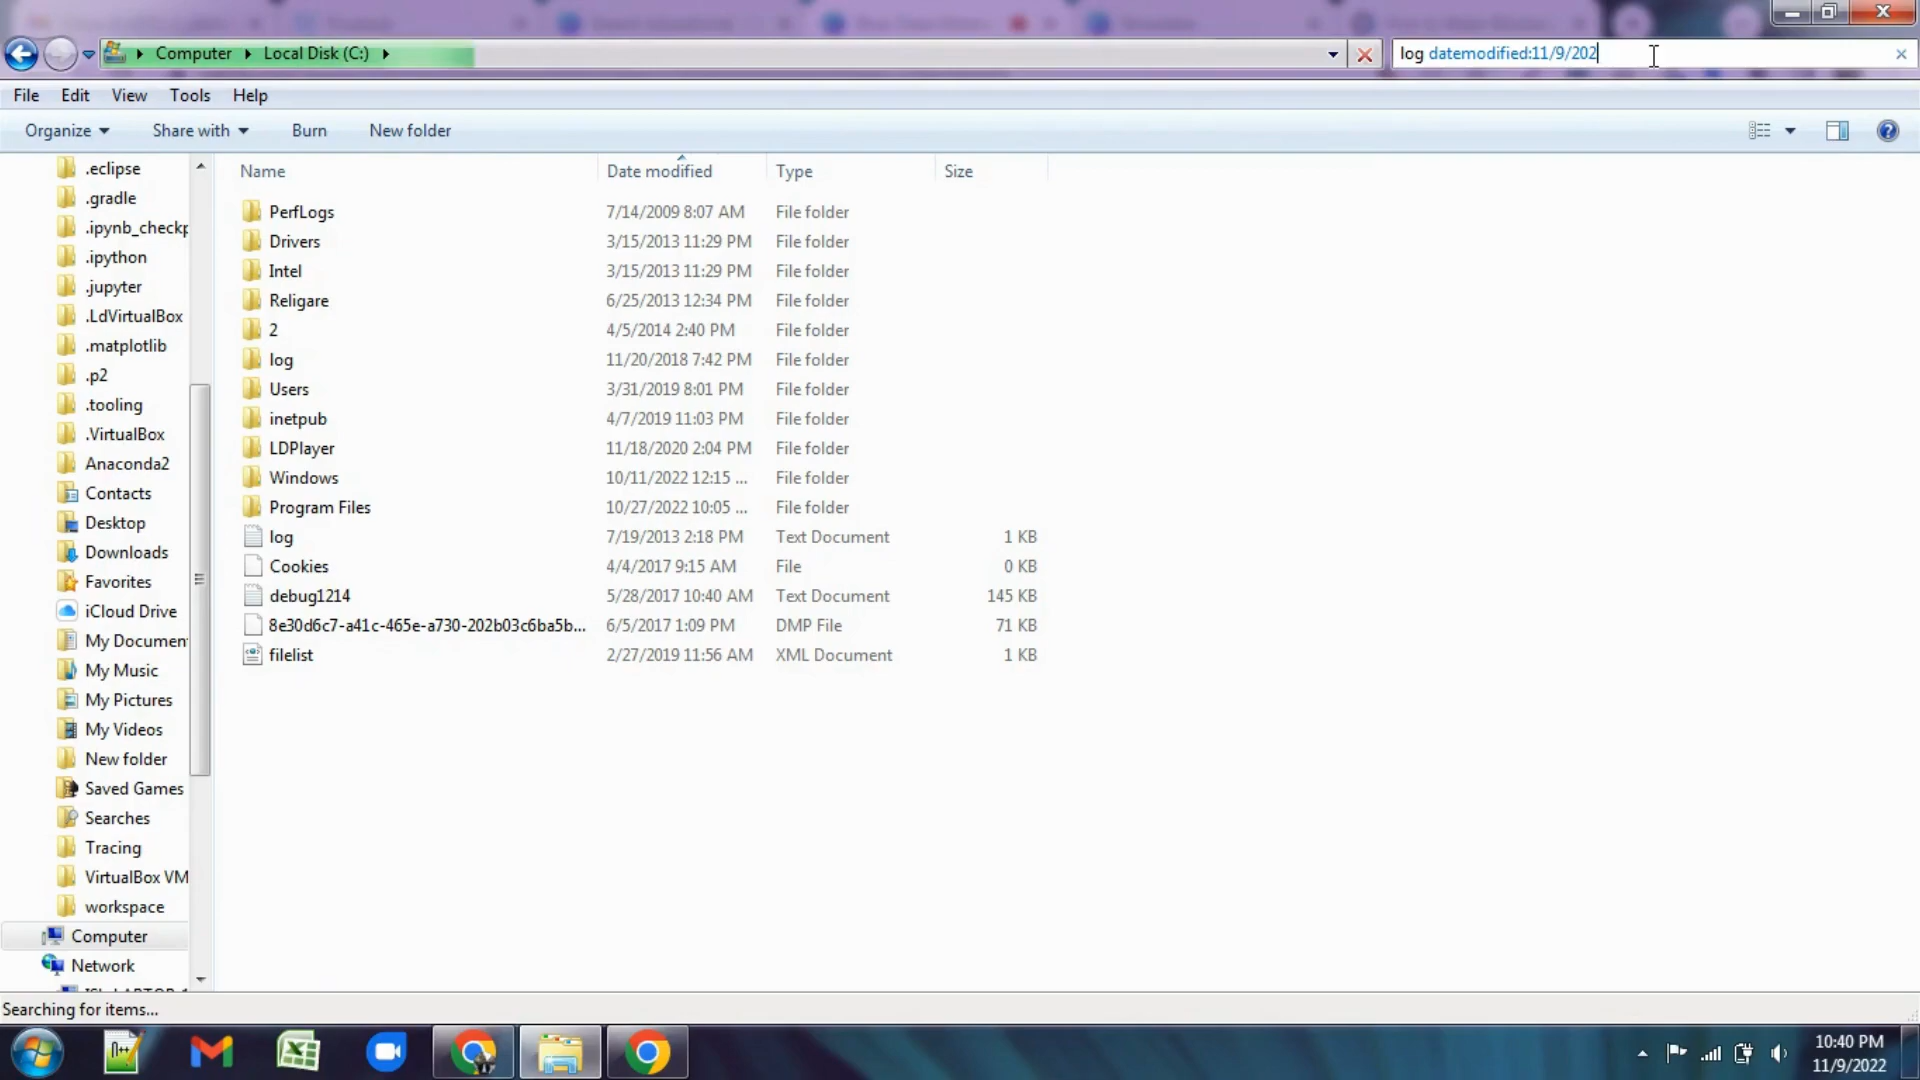 Computer Local Disk (C:)
log datemodified:11/9/202
File Edit View Tools Help
Organize Share with Burn New folder
Name Date modified Type Size
.eclipse
.gradle
.ipynb_checkp
.ipython
.jupyter
.LdVirtualBox
.matplotlib
.p2
.tooling
.VirtualBox
Anaconda2
Contacts
Desktop
Downloads
Favorites
iCloud Drive
My Documen
My Music
My Pictures
My Videos
New folder
Saved Games
Searches
Tracing
VirtualBox VM
workspace
Computer
Network
PerfLogs 7/14/2009 8:07 AM File folder
Drivers 3/15/2013 11:29 PM File folder
Intel 3/15/2013 11:29 PM File folder
Religare 6/25/2013 12:34 PM File folder
2 4/5/2014 2:40 PM File folder
log 11/20/2018 7:42 PM File folder
Users 3/31/2019 8:01 PM File folder
inetpub 4/7/2019 11:03 PM File folder
LDPlayer 11/18/2020 2:04 PM File folder
Windows 10/11/2022 12:15 ... File folder
Program Files 10/27/2022 10:05 ... File folder
log 7/19/2013 2:18 PM Text Document 1 KB
Cookies 4/4/2017 9:15 AM File 0 KB
debug1214 5/28/2017 10:40 AM Text Document 145 KB
8e30d6c7-a41c-465e-a730-202b03c6ba5b... 6/5/2017 1:09 PM DMP File 71 KB
filelist 2/27/2019 11:56 AM XML Document 1 KB
Searching for items...
10:40 PM
11/9/2022